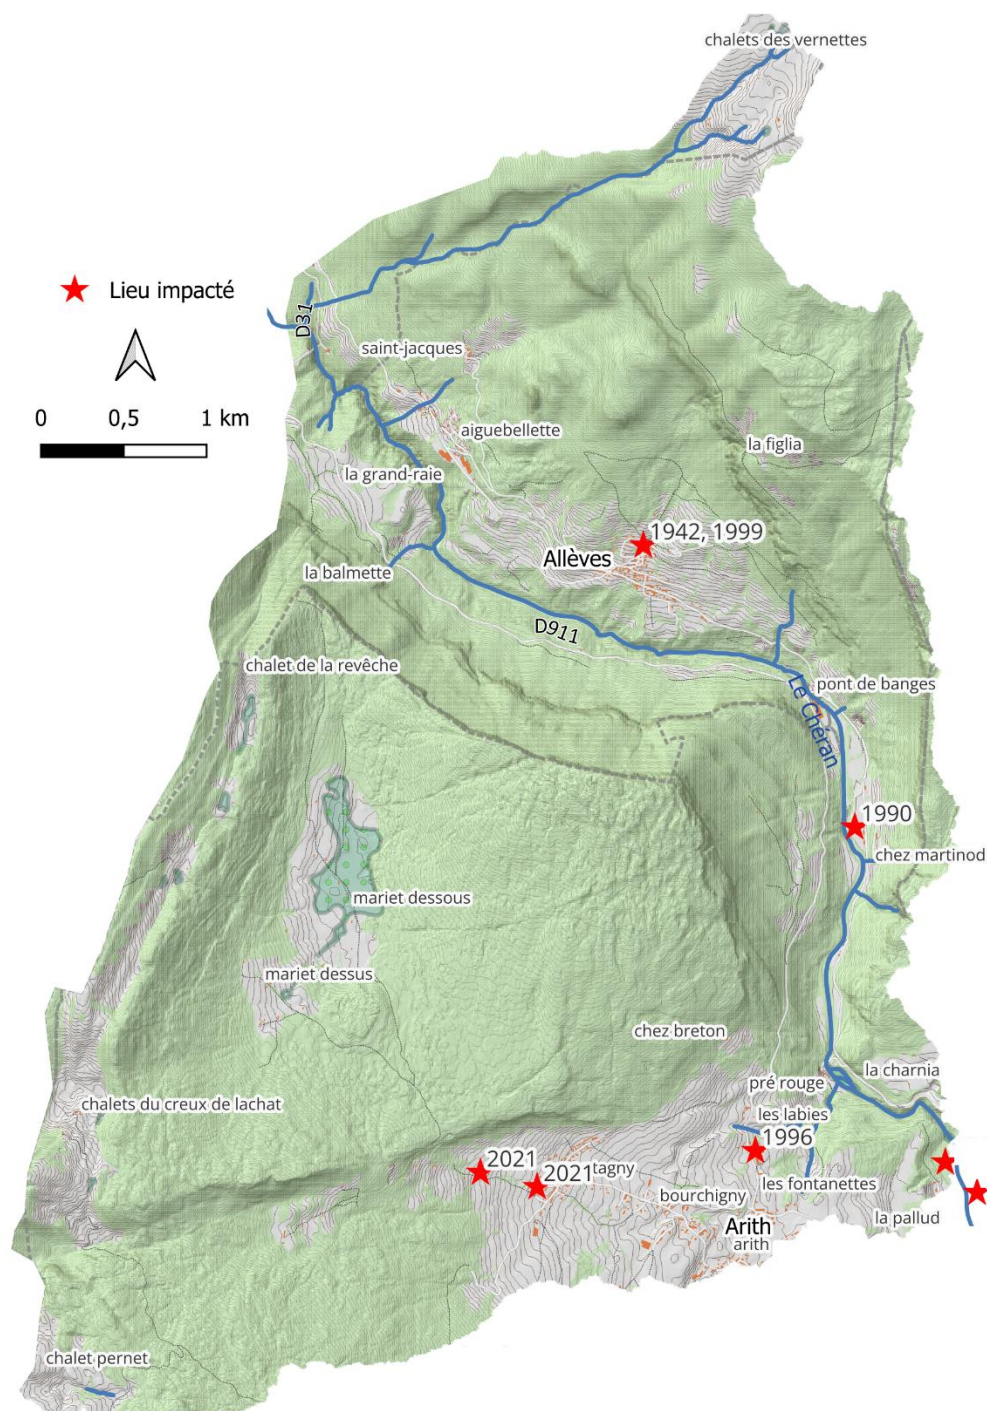 chalets des vernettes
Lieu impacté
D31
saint-jacques
0 0,5 1 km
aiguebellette
la figlia
la grand-raie
1942, 1999
Allèves
la balmette
D911
chalet de la revêche
pont de banges
Le Chéran
1990
chez martinod
mariet dessous
mariet dessus
chez breton
la charnia
pré rouge
chalets du creux de lachat
les labies
1996
2021
tagny
2021
les fontanettes
bourchigny
la pallud
Arith
arith
chalet pernet